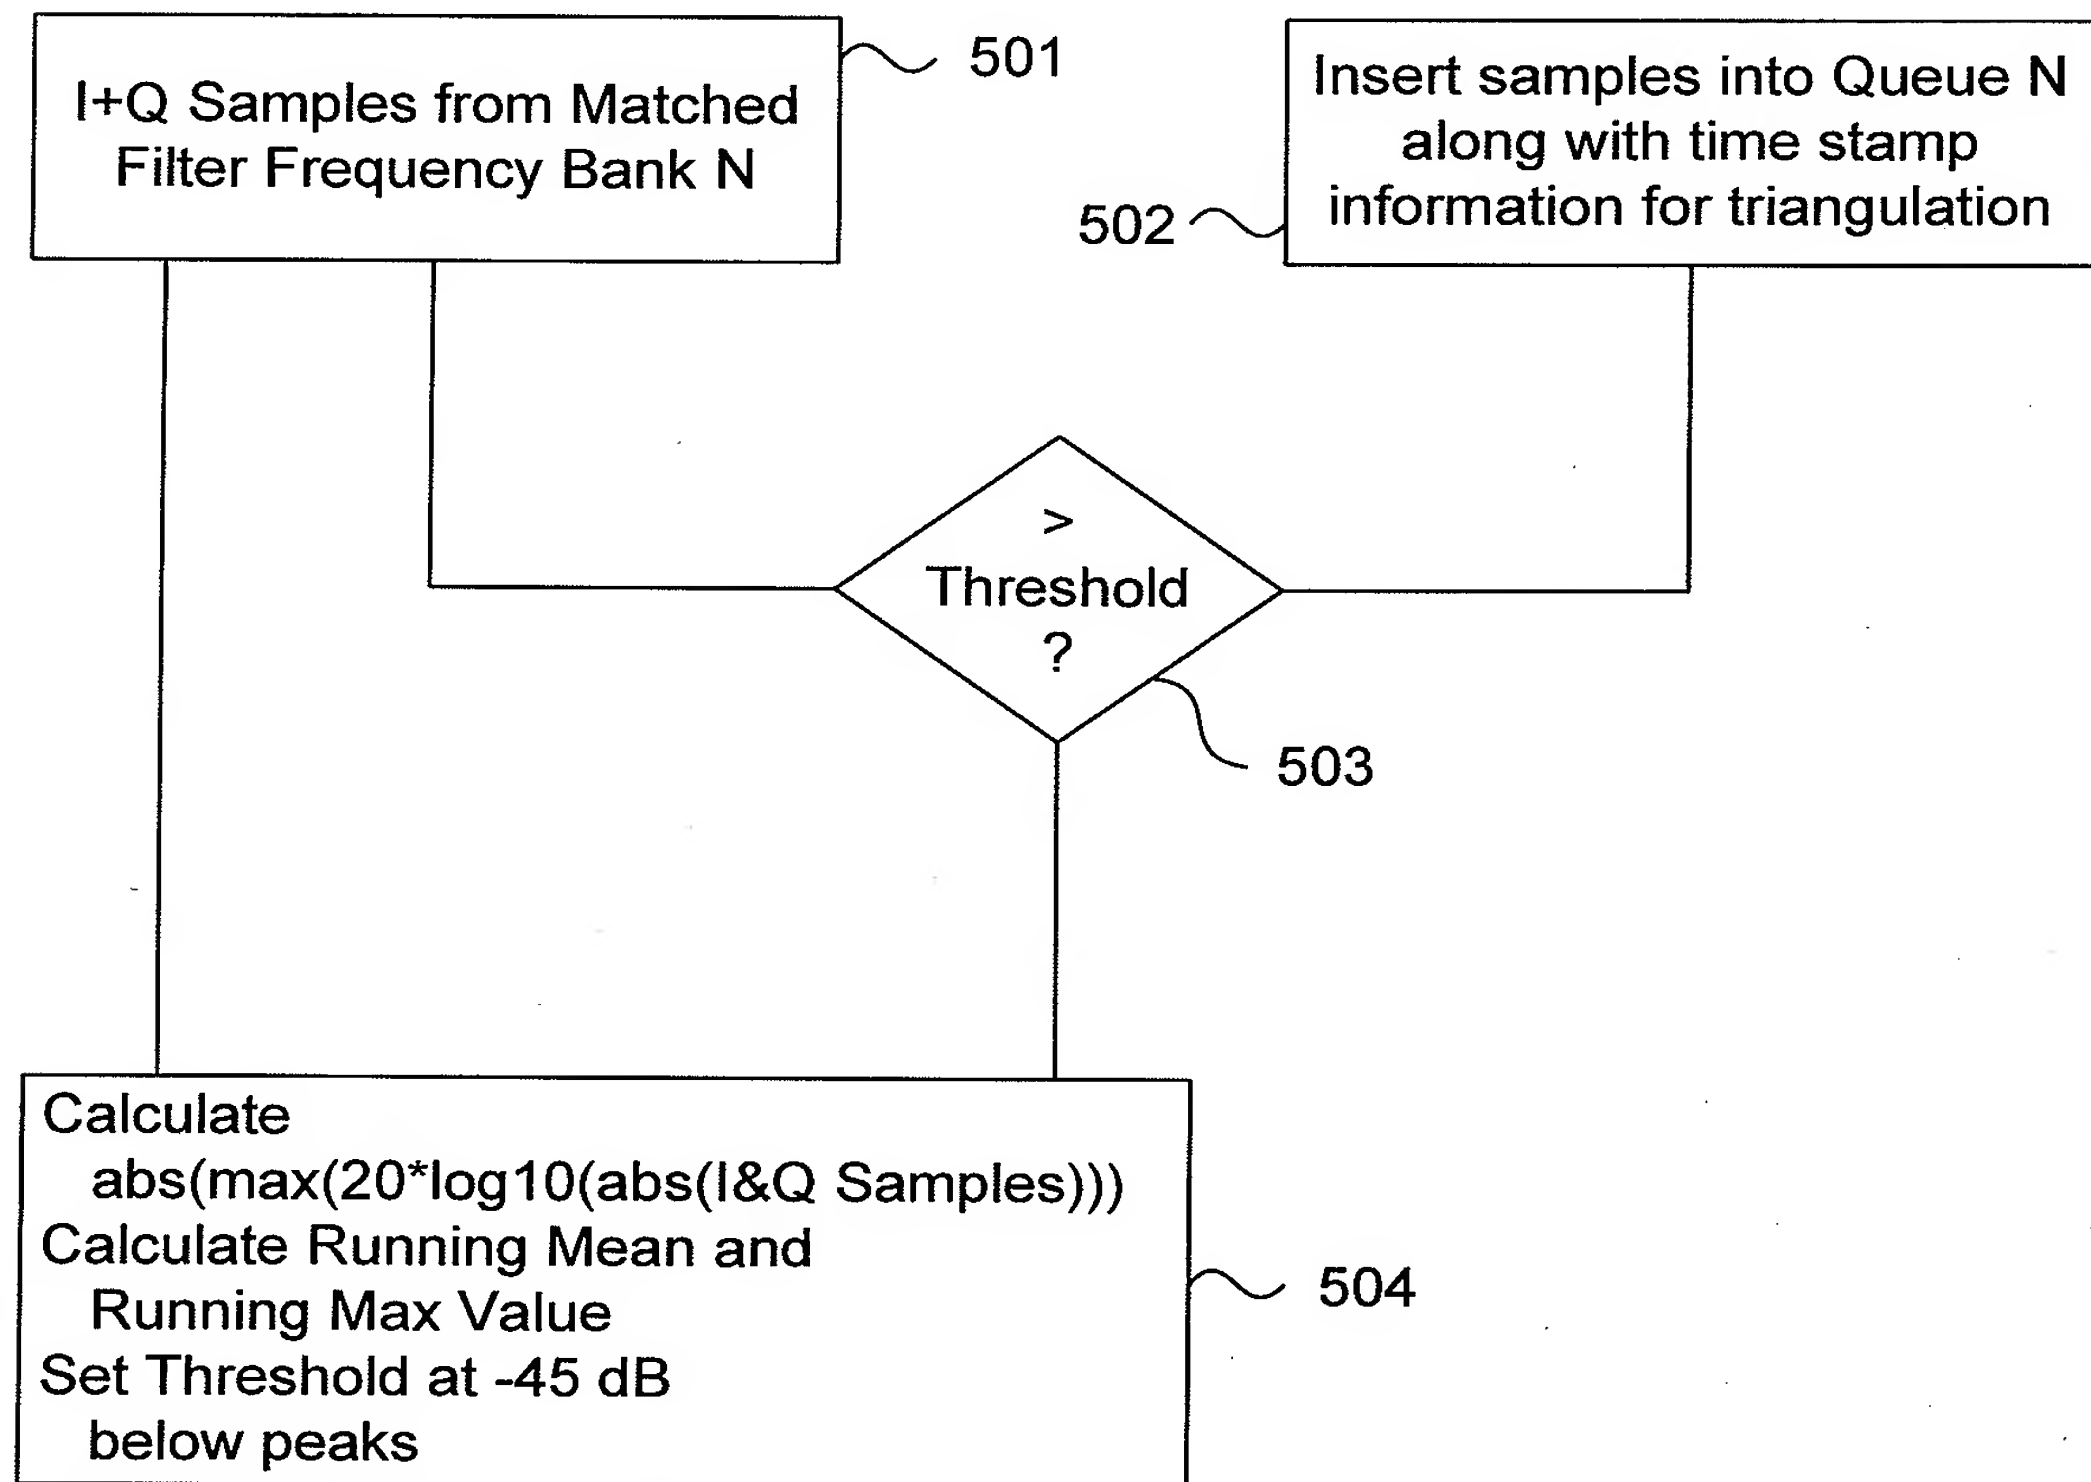 I+Q Samples from Matched
Filter Frequency Bank N
501
Insert samples into Queue N
along with time stamp
information for triangulation
502
>
Threshold
?
503
Calculate
abs(max(20*log10(abs(I&Q Samples)))
Calculate Running Mean and
Running Max Value
Set Threshold at -45 dB
below peaks
504